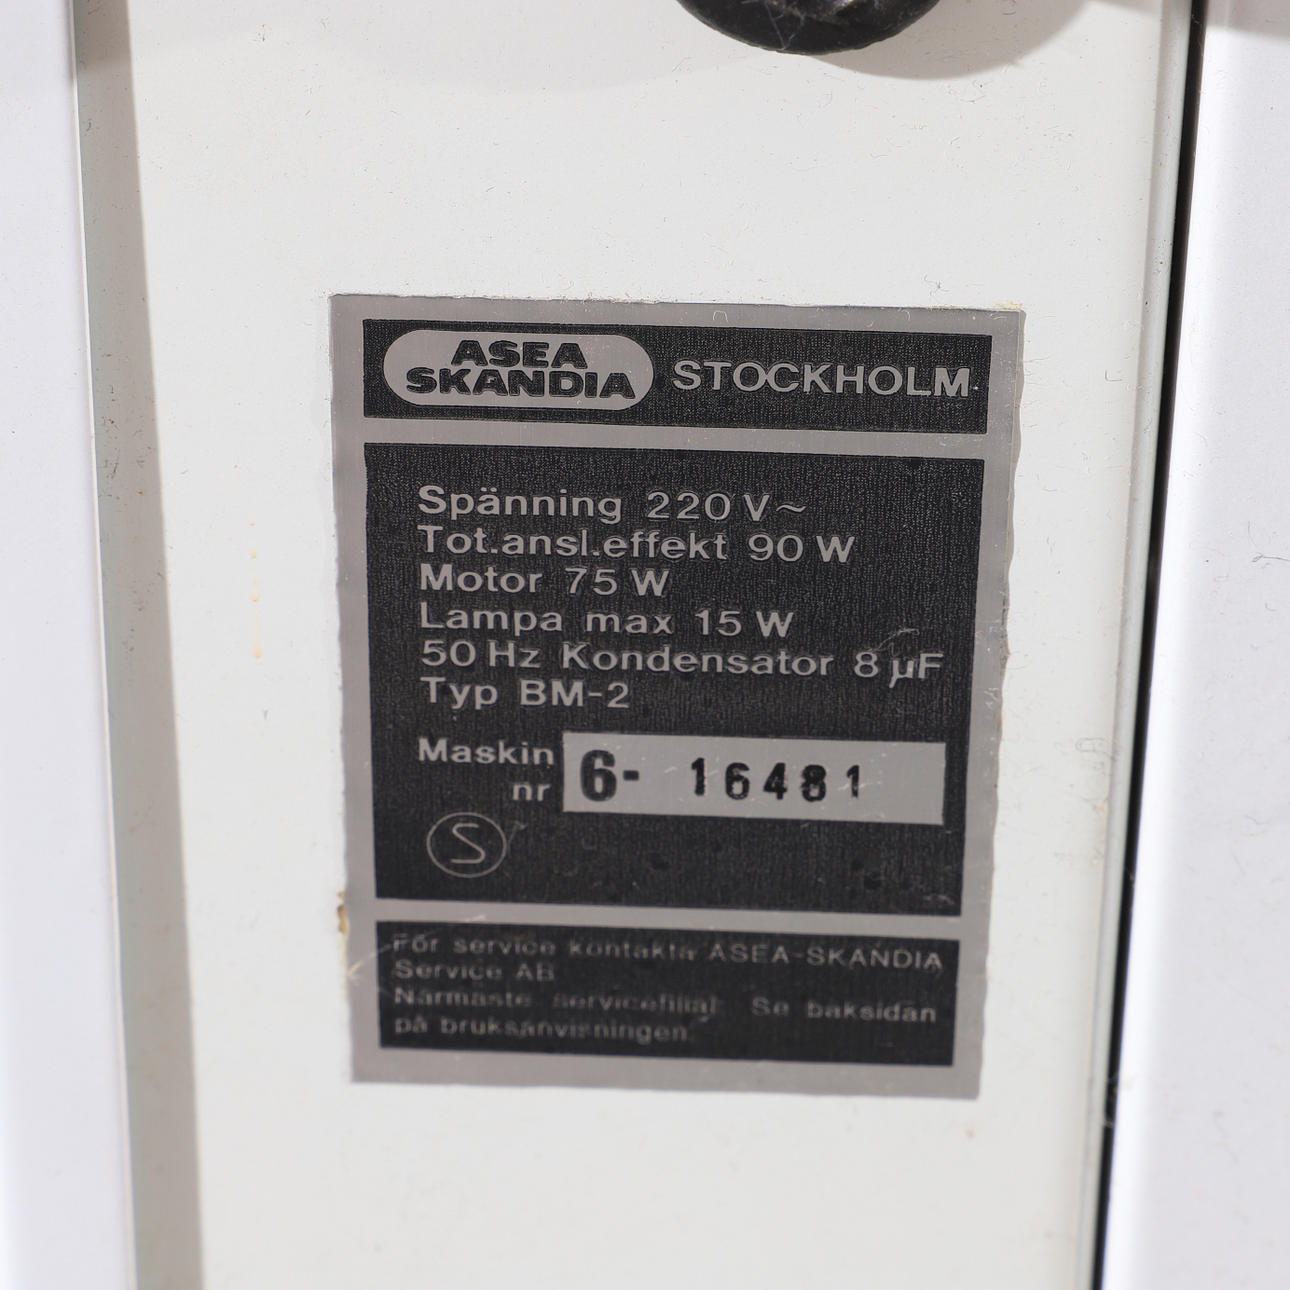 ASEA
SKANDIA
STOCKHOLM
Spänning 220 V~
Tot.ansl.effekt 90 W
Motor 75 W
Lampa max 15 W
50 Hz Kondensator 8 µF
Typ BM-2
Maskin
nr
6- 16481
S
För service kontakta ASEA-SKANDIA
Service AB
Närmaste servicefilial: Se baksidan
på bruksanvisningen.